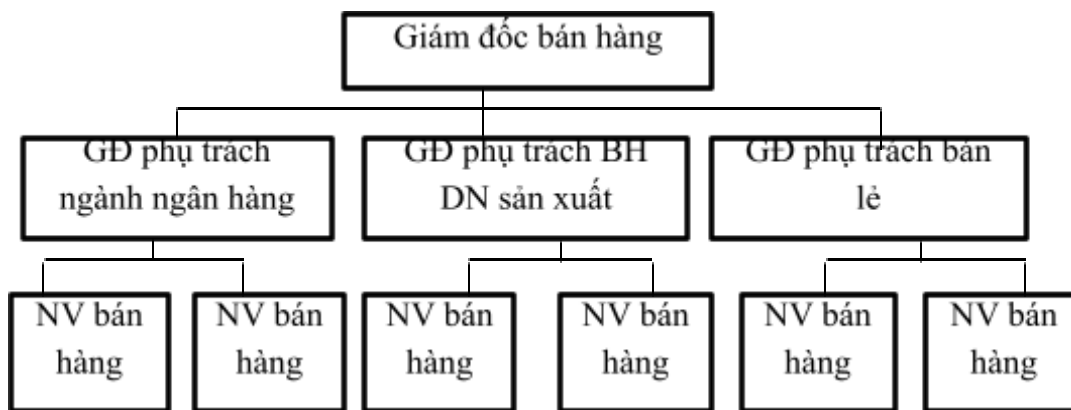 Giám đốc bán hàng
GĐ phụ trách
ngành ngân hàng
GĐ phụ trách BH
DN sản xuất
GĐ phụ trách bán
lẻ
NV bán
hàng
NV bán
hàng
NV bán
hàng
NV bán
hàng
NV bán
hàng
NV bán
hàng